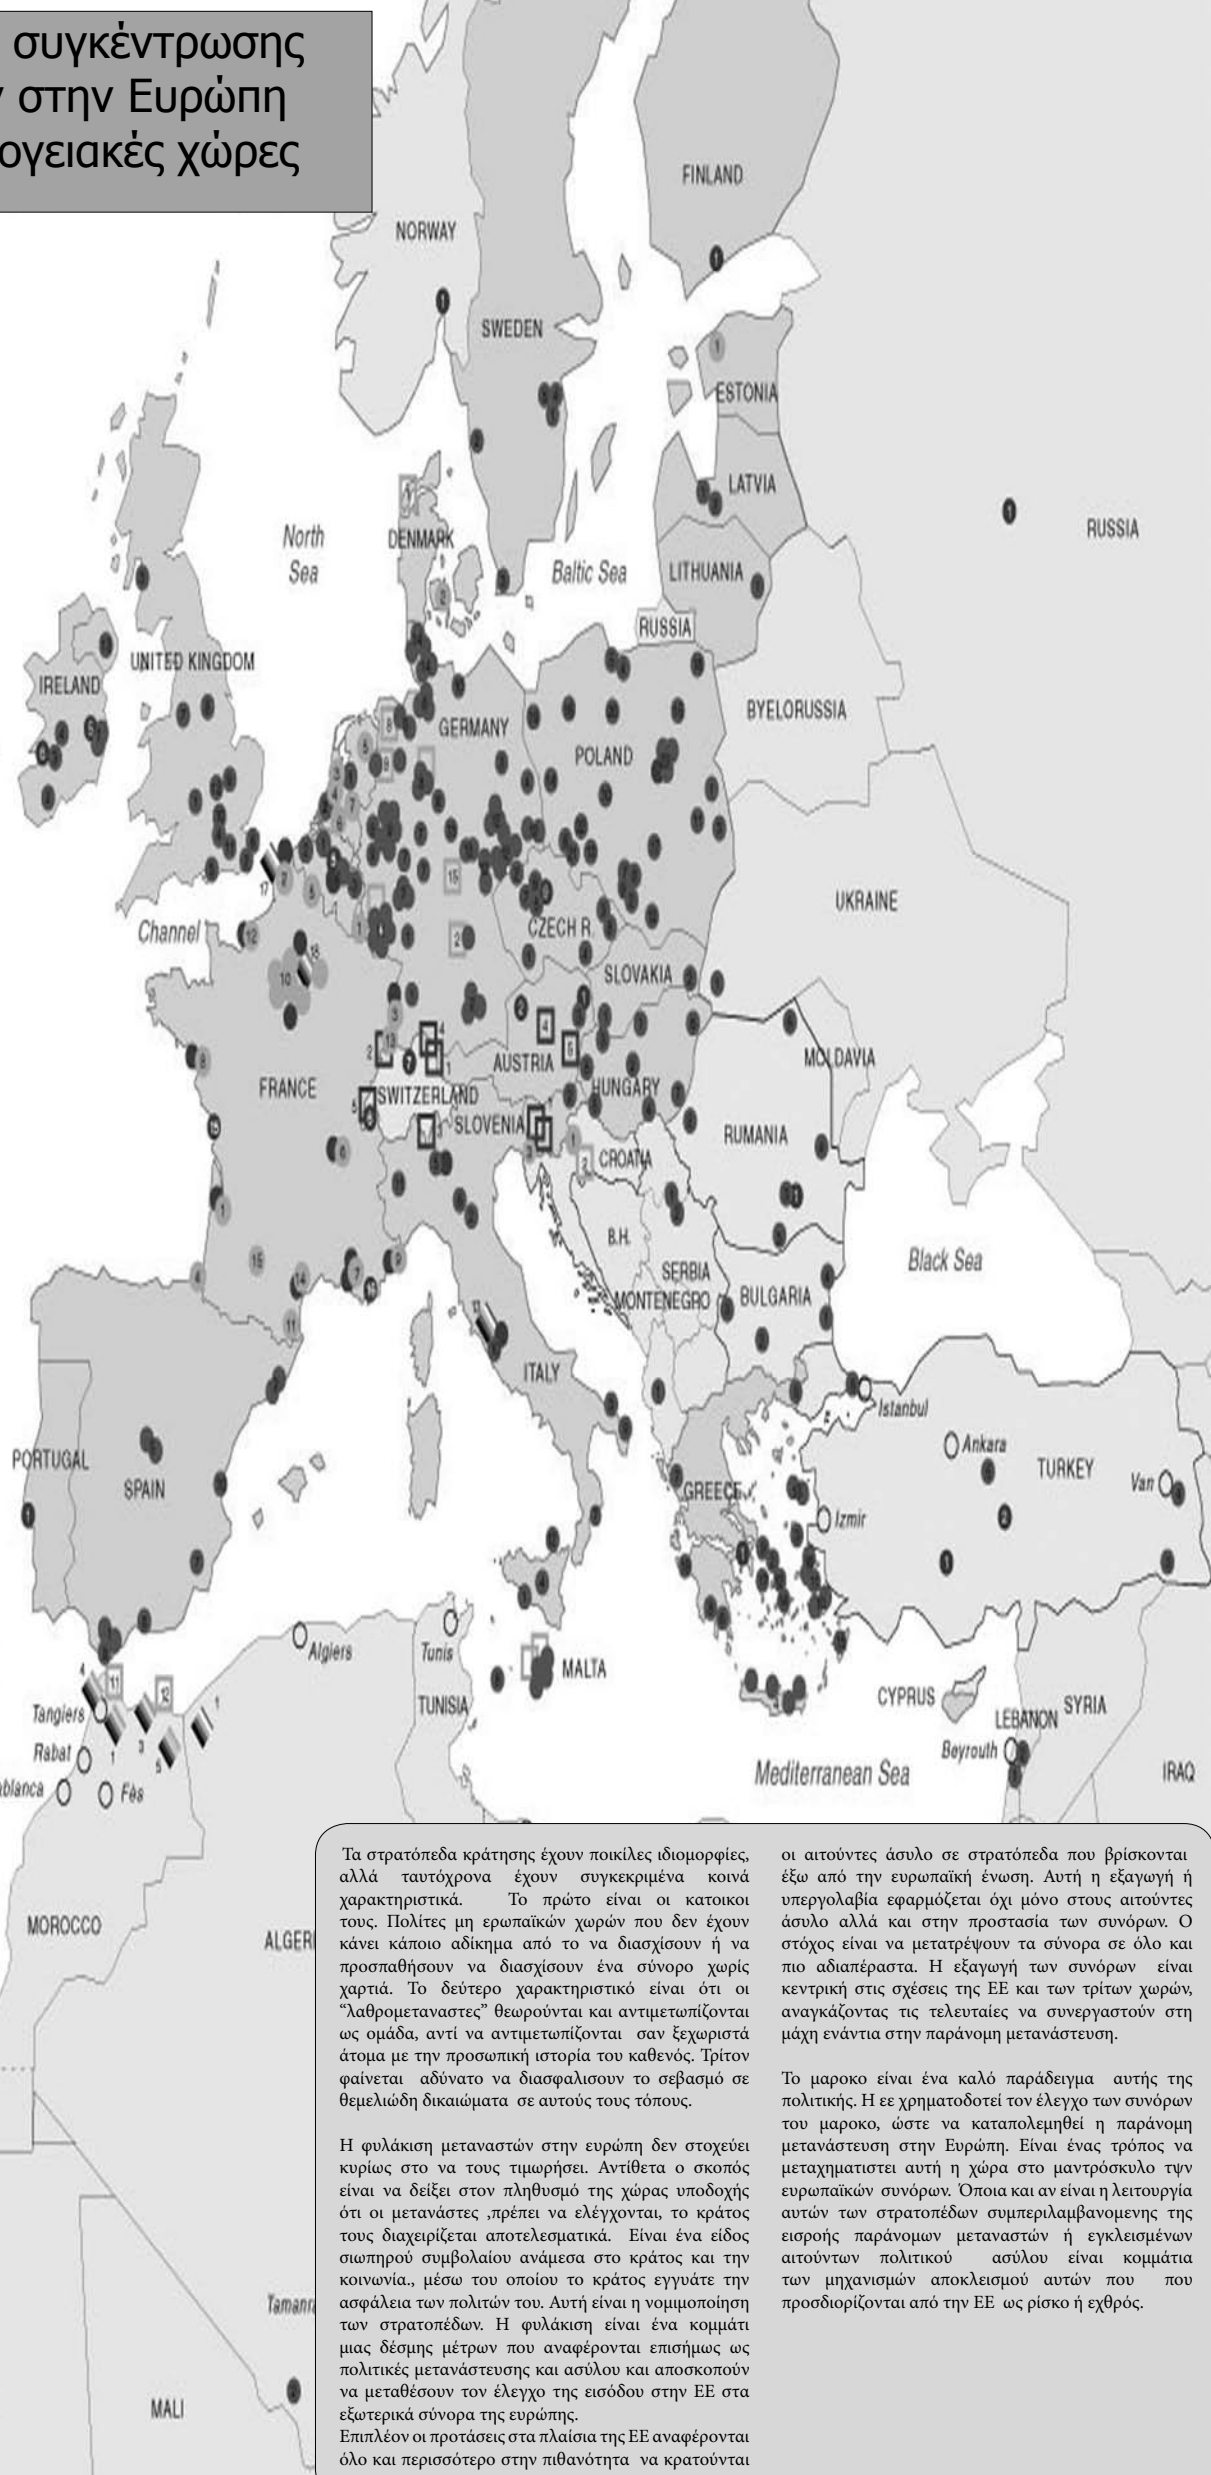 συγκέντρωσης
ν στην Ευρώπη
ογειακές χώρες
FINLAND
NORWAY
SWEDEN
ESTONIA
LATVIA
RUSSIA
North
Sea
DENMARK
Baltic Sea
LITHUANIA
RUSSIA
UNITED KINGDOM
IRELAND
BYELORUSSIA
GERMANY
POLAND
UKRAINE
Channel
CZECH R.
SLOVAKIA
AUSTRIA
MOLDAVIA
FRANCE
SWITZERLAND
HUNGARY
SLOVENIA
RUMANIA
CROATIA
B.H.
SERBIA
MONTENEGRO
BULGARIA
Black Sea
ITALY
Istanbul
Ankara
PORTUGAL
SPAIN
GREECE
TURKEY
Van
Izmir
Algiers
Tunis
MALTA
TUNISIA
CYPRUS
LEBANON
SYRIA
Tangiers
Rabat
Beyrouth
Mediterranean Sea
IRAQ
ablanca
Fès
MOROCCO
ALGERI
Tamanra
MALI
Τα στρατόπεδα κράτησης έχουν ποικίλες ιδιομορφίες,
αλλά ταυτόχρονα έχουν συγκεκριμένα κοινά
χαρακτηριστικά. Το πρώτο είναι οι κατοικοι
τους. Πολίτες μη ερωπαϊκών χωρών που δεν έχουν
κάνει κάποιο αδίκημα από το να διασχίσουν ή να
προσπαθήσουν να διασχίσουν ένα σύνορο χωρίς
χαρτιά. Το δεύτερο χαρακτηριστικό είναι ότι οι
“λαθρομεταναστες” θεωρούνται και αντιμετωπίζονται
ως ομάδα, αντί να αντιμετωπίζονται σαν ξεχωριστά
άτομα με την προσωπική ιστορία του καθενός. Τρίτον
φαίνεται αδύνατο να διασφαλισουν το σεβασμό σε
θεμελιώδη δικαιώματα σε αυτούς τους τόπους.
Η φυλάκιση μεταναστών στην ευρώπη δεν στοχεύει
κυρίως στο να τους τιμωρήσει. Αντίθετα ο σκοπός
είναι να δείξει στον πληθυσμό της χώρας υποδοχής
ότι οι μετανάστες ,πρέπει να ελέγχονται, το κράτος
τους διαχειρίζεται αποτελεσματικά. Είναι ένα είδος
σιωπηρού συμβολαίου ανάμεσα στο κράτος και την
κοινωνία., μέσω του οποίου το κράτος εγγυάτε την
ασφάλεια των πολιτών του. Αυτή είναι η νομιμοποίηση
των στρατοπέδων. Η φυλάκιση είναι ένα κομμάτι
μιας δέσμης μέτρων που αναφέρονται επισήμως ως
πολιτικές μετανάστευσης και ασύλου και αποσκοπούν
να μεταθέσουν τον έλεγχο της εισόδου στην ΕΕ στα
εξωτερικά σύνορα της ευρώπης.
Επιπλέον οι προτάσεις στα πλαίσια της ΕΕ αναφέρονται
όλο και περισσότερο στην πιθανότητα να κρατούνται
οι αιτούντες άσυλο σε στρατόπεδα που βρίσκονται
έξω από την ευρωπαϊκή ένωση. Αυτή η εξαγωγή ή
υπεργολαβία εφαρμόζεται όχι μόνο στους αιτούντες
άσυλο αλλά και στην προστασία των συνόρων. Ο
στόχος είναι να μετατρέψουν τα σύνορα σε όλο και
πιο αδιαπέραστα. Η εξαγωγή των συνόρων είναι
κεντρική στις σχέσεις της ΕΕ και των τρίτων χωρών,
αναγκάζοντας τις τελευταίες να συνεργαστούν στη
μάχη ενάντια στην παράνομη μετανάστευση.
Το μαροκο είναι ένα καλό παράδειγμα αυτής της
πολιτικής. Η εε χρηματοδοτεί τον έλεγχο των συνόρων
του μαροκο, ώστε να καταπολεμηθεί η παράνομη
μετανάστευση στην Ευρώπη. Είναι ένας τρόπος να
μεταχηματιστει αυτή η χώρα στο μαντρόσκυλο τψν
ευρωπαϊκών συνόρων. Όποια και αν είναι η λειτουργία
αυτών των στρατοπέδων συμπεριλαμβανομενης της
εισροής παράνομων μεταναστών ή εγκλεισμένων
αιτούντων πολιτικού ασύλου είναι κομμάτια
των μηχανισμών αποκλεισμού αυτών που που
προσδιορίζονται από την ΕΕ ως ρίσκο ή εχθρός.